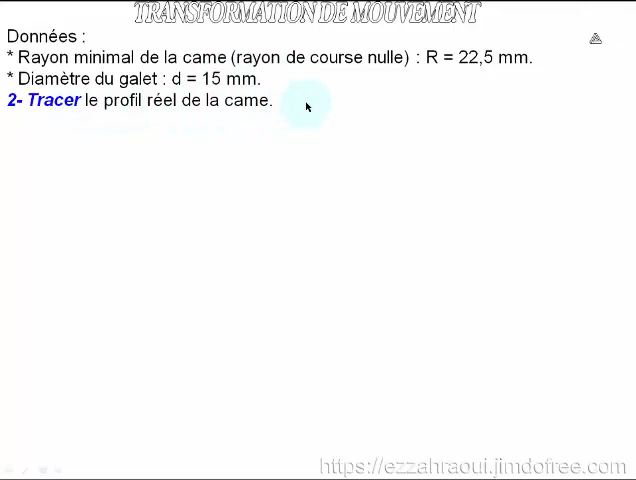 TRANSFORMATION DE MOUVEMENT
Données :
* Rayon minimal de la came (rayon de course nulle) : R = 22,5 mm.
* Diamètre du galet : d = 15 mm.
2- Tracer le profil réel de la came.
https://ezzahraoui.jimdofree.com